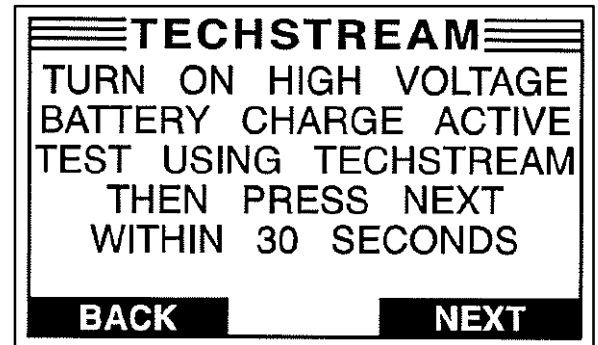 TECHSTREAM
TURN ON HIGH VOLTAGE
BATTERY CHARGE ACTIVE
TEST USING TECHSTREAM
THEN PRESS NEXT
WITHIN 30 SECONDS
BACK NEXT